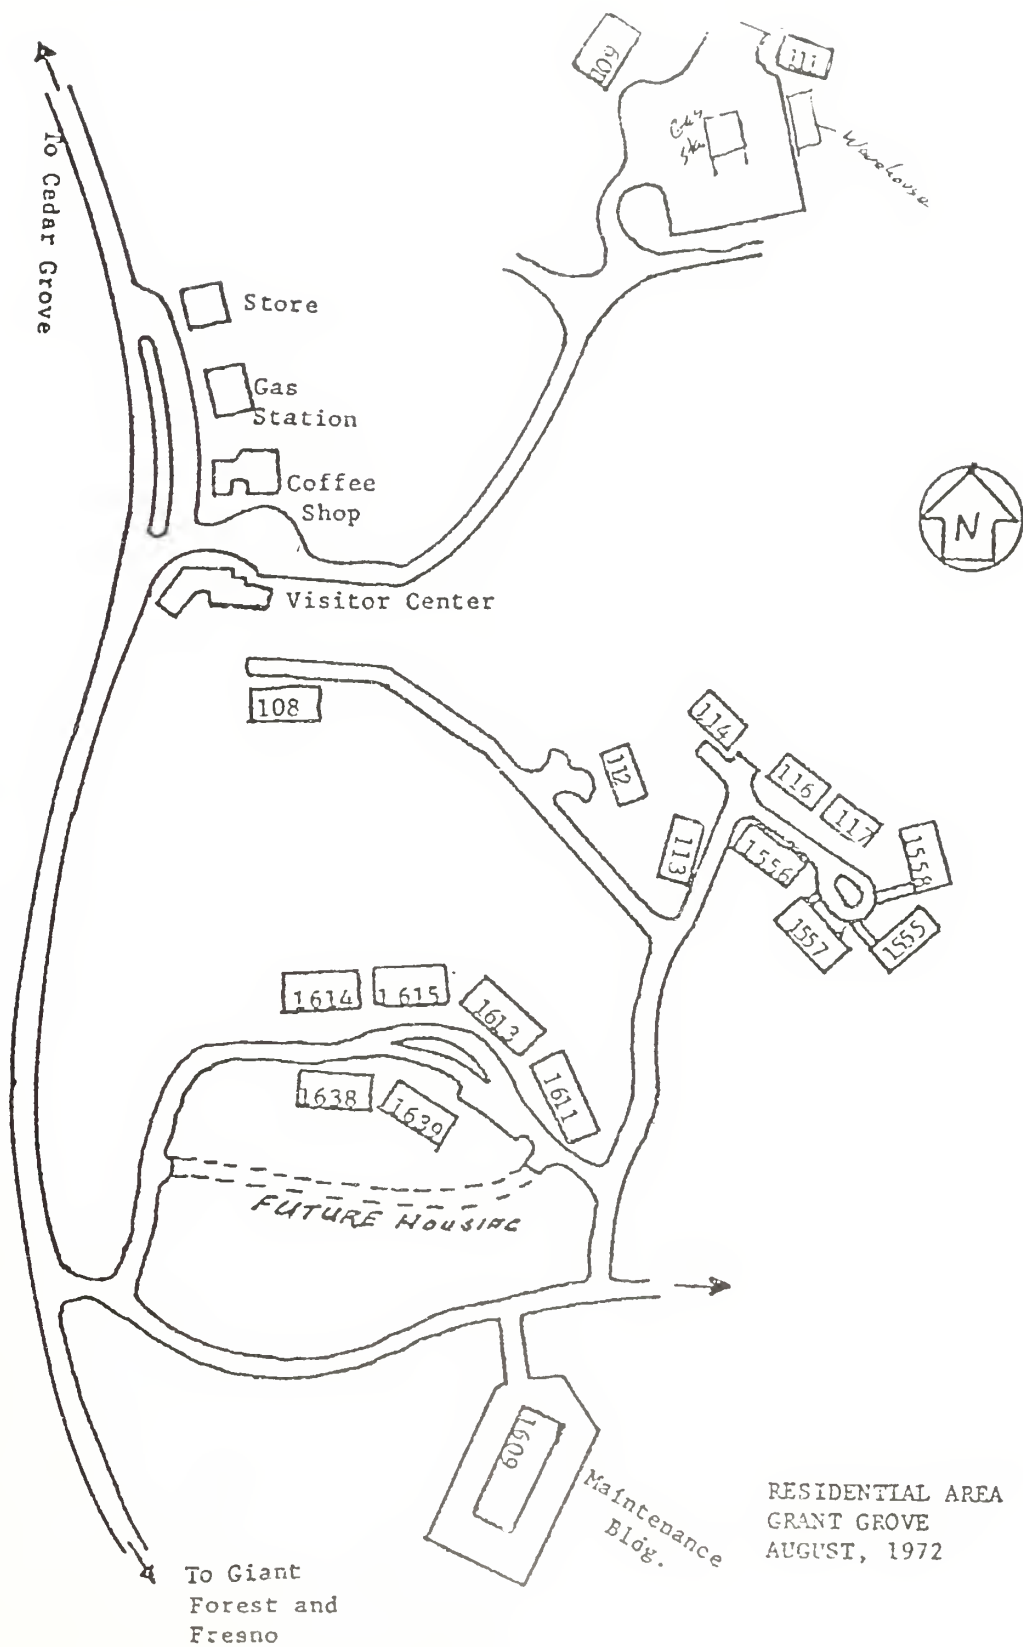 109
111
Gas
Sta
Warehouse
To Cedar Grove
Store
Gas
Station
Coffee
Shop
N
Visitor Center
108
114
112
116
117
113
1556
1558
1557
1555
1614
1615
1613
1611
1638
1639
FUTURE HOUSING
1609
Maintenance
Bldg.
RESIDENTIAL AREA
GRANT GROVE
AUGUST, 1972
To Giant
Forest and
Fresno